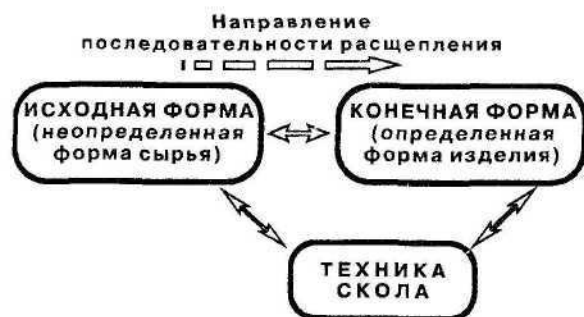 Направление
последовательности расщепления
ИСХОДНАЯ ФОРМА
(неопределенная
форма сырья)
КОНЕЧНАЯ ФОРМА
(определенная
форма изделия)
ТЕХНИКА
СКОЛА